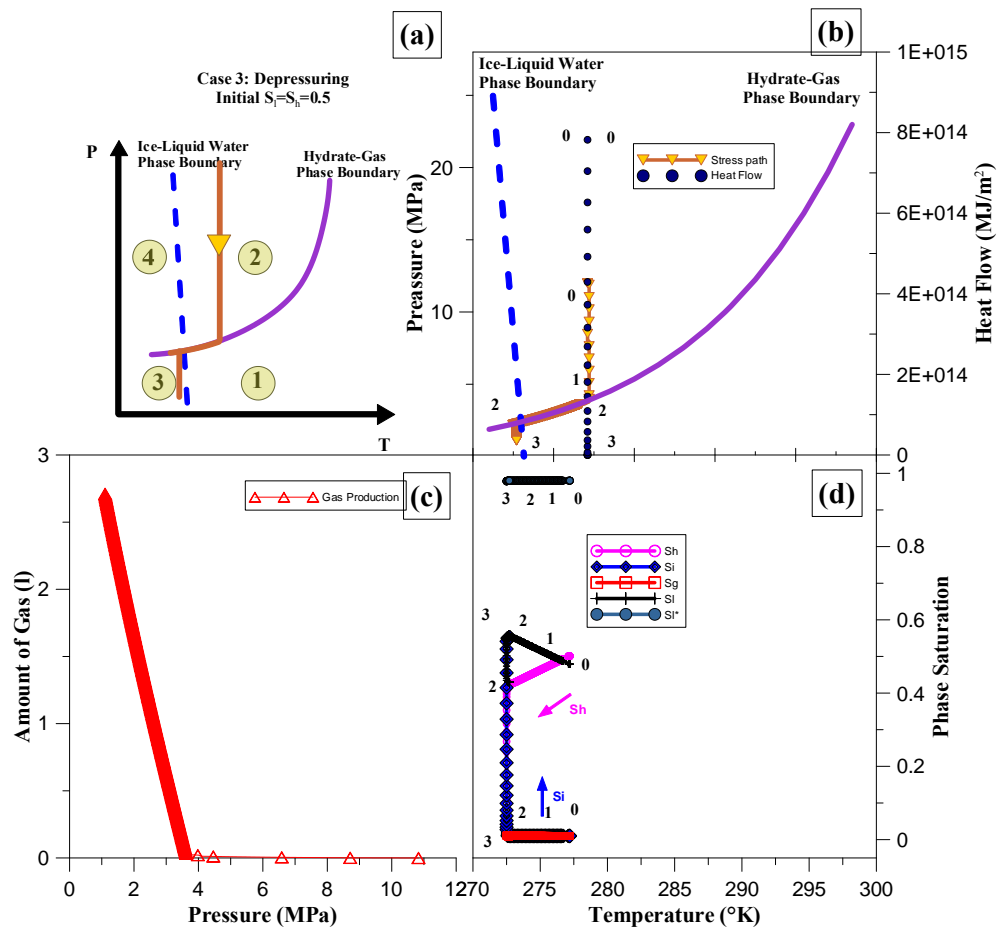 (a)
Case 3: Depressuring
Initial Sl=Sh=0.5
P
Ice-Liquid Water
Phase Boundary
Hydrate-Gas
Phase Boundary
4
2
3
1
T
(b)
Ice-Liquid Water
Phase Boundary
Hydrate-Gas
Phase Boundary
0 0
Stress path
Heat Flow
0
1
2
2
3
3
20
10
0
Preassure (MPa)
1E+015
8E+014
6E+014
4E+014
2E+014
0
Heat Flow (MJ/m²)
(c)
Gas Production
3
2
1
0
Amount of Gas (l)
0 2 4 6 8 10 12
Pressure (MPa)
(d)
3 2 1 0
Sh
Si
Sg
Sl
Sl*
3
2
1
0
2
Sh
Si
2 1 0
3
1
0.8
0.6
0.4
0.2
0
Phase Saturation
270 275 280 285 290 295 300
Temperature (°K)